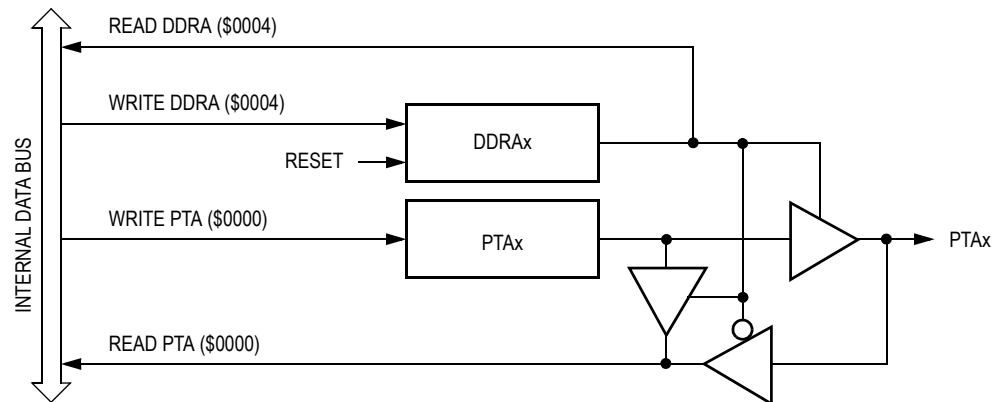 READ DDRA ($0004)
WRITE DDRA ($0004)
DDRAx
RESET
WRITE PTA ($0000)
PTAx
PTAx
READ PTA ($0000)
INTERNAL DATA BUS